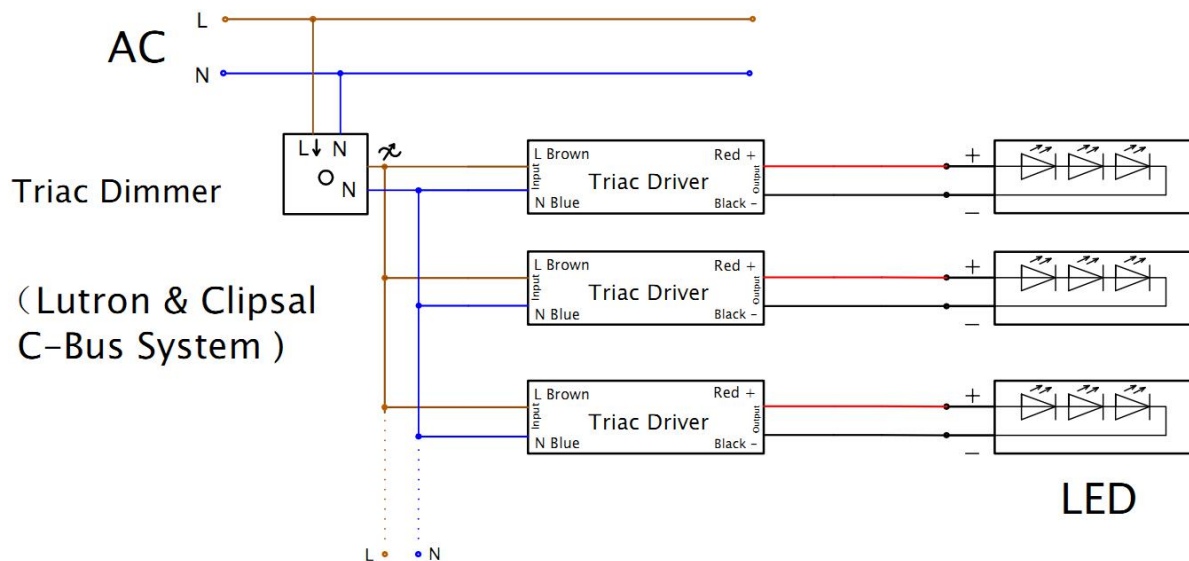 L
AC
N
L N
N
Triac Dimmer
（Lutron & Clipsal
C-Bus System )
L Brown
Input
N Blue
Triac Driver
Red +
Output
Black -
+
−
L Brown
Input
N Blue
Triac Driver
Red +
Output
Black -
+
−
L Brown
Input
N Blue
Triac Driver
Red +
Output
Black -
+
−
LED
L
N